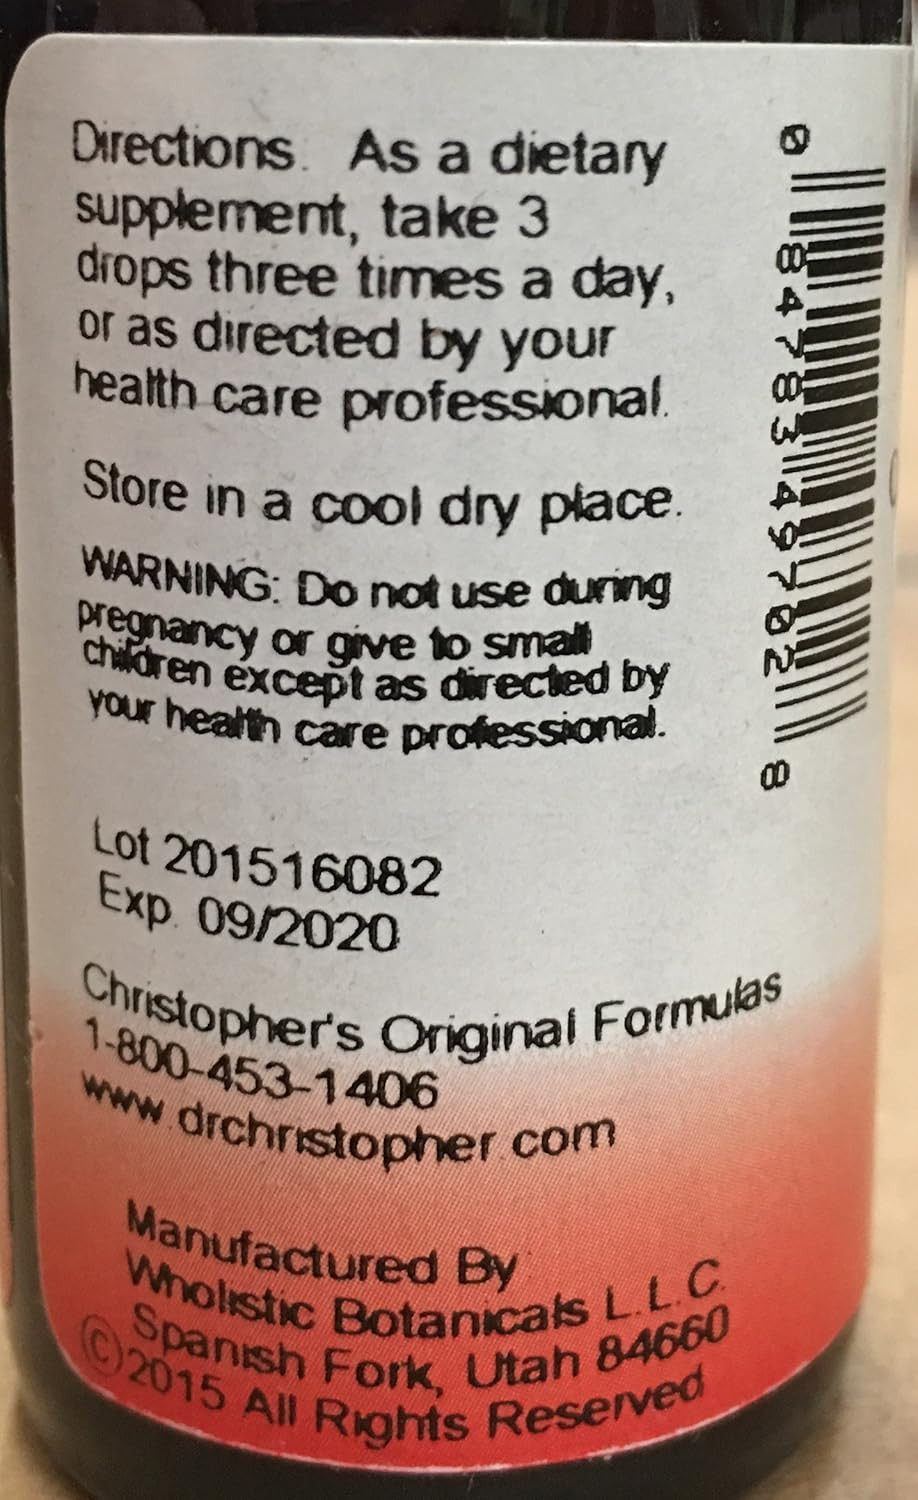 Directions. As a dietary
supplement, take 3
drops three times a day,
or as directed by your
health care professional.
Store in a cool dry place.
WARNING: Do not use during
pregnancy or give to small
children except as directed by
your health care professional.
Lot 201516082
Exp. 09/2020
Christopher's Original Formulas
1-800-453-1406
www.drchristopher.com
Manufactured By
Wholistic Botanicals L.L.C.
Spanish Fork, Utah 84660
©2015 All Rights Reserved
0 84783 49702 8